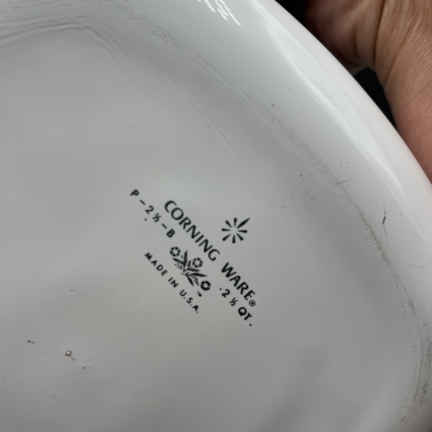 CORNING WARE®
P-2½-B 2½ QT.
MADE IN U.S.A.